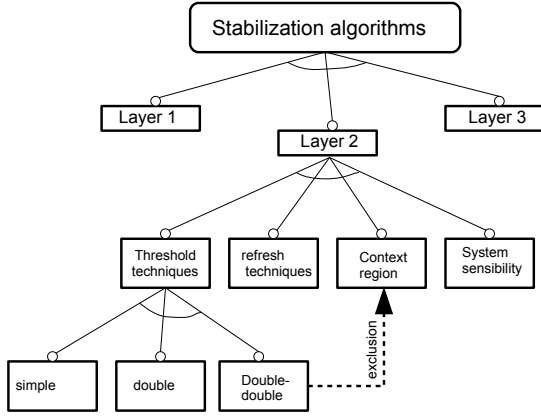 Stabilization algorithms
Layer 1
Layer 2
Layer 3
Threshold
techniques
refresh
techniques
Context
region
System
sensibility
exclusion
simple
double
Double-
double